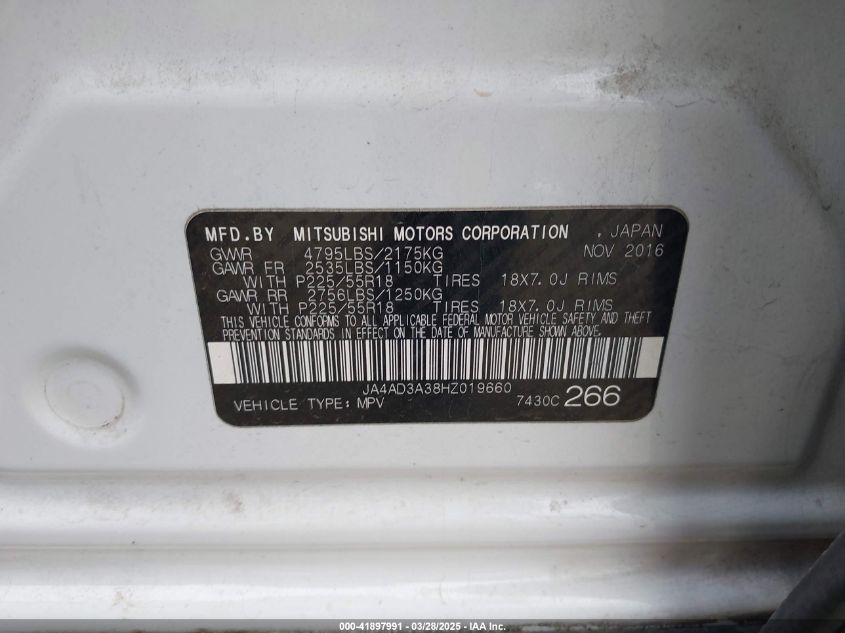 MFD.BY MITSUBISHI MOTORS CORPORATION , JAPAN
GVWR 4795LBS/2175KG NOV 2016
GAWR FR 2535LBS/1150KG
WITH P225/55R18 TIRES 18X7.0J RIMS
GAWR RR 2756LBS/1250KG
WITH P225/55R18 TIRES 18X7.0J RIMS
THIS VEHICLE CONFORMS TO ALL APPLICABLE FEDERAL MOTOR VEHICLE SAFETY AND THEFT
PREVENTION STANDARDS IN EFFECT ON THE DATE OF MANUFACTURE SHOWN ABOVE.
JA4AD3A38HZ019660
VEHICLE TYPE: MPV 7430C 266
000-41897991 - 03/28/2025 - IAA Inc.